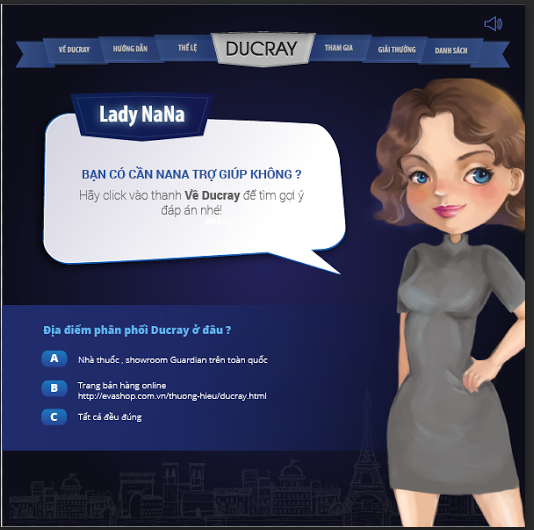 VỀ DUCRAY
HƯỚNG DẪN
THỂ LỆ
DUCRAY
THAM GIA
GIẢI THƯỞNG
DANH SÁCH
Lady NaNa
BẠN CÓ CẦN NANA TRỢ GIÚP KHÔNG ?
Hãy click vào thanh Về Ducray để tìm gợi ý
đáp án nhé!
Địa điểm phân phối Ducray ở đâu ?
A Nhà thuốc , showroom Guardian trên toàn quốc
B Trang bán hàng online
http://evashop.com.vn/thuong-hieu/ducray.html
C Tất cả đều đúng